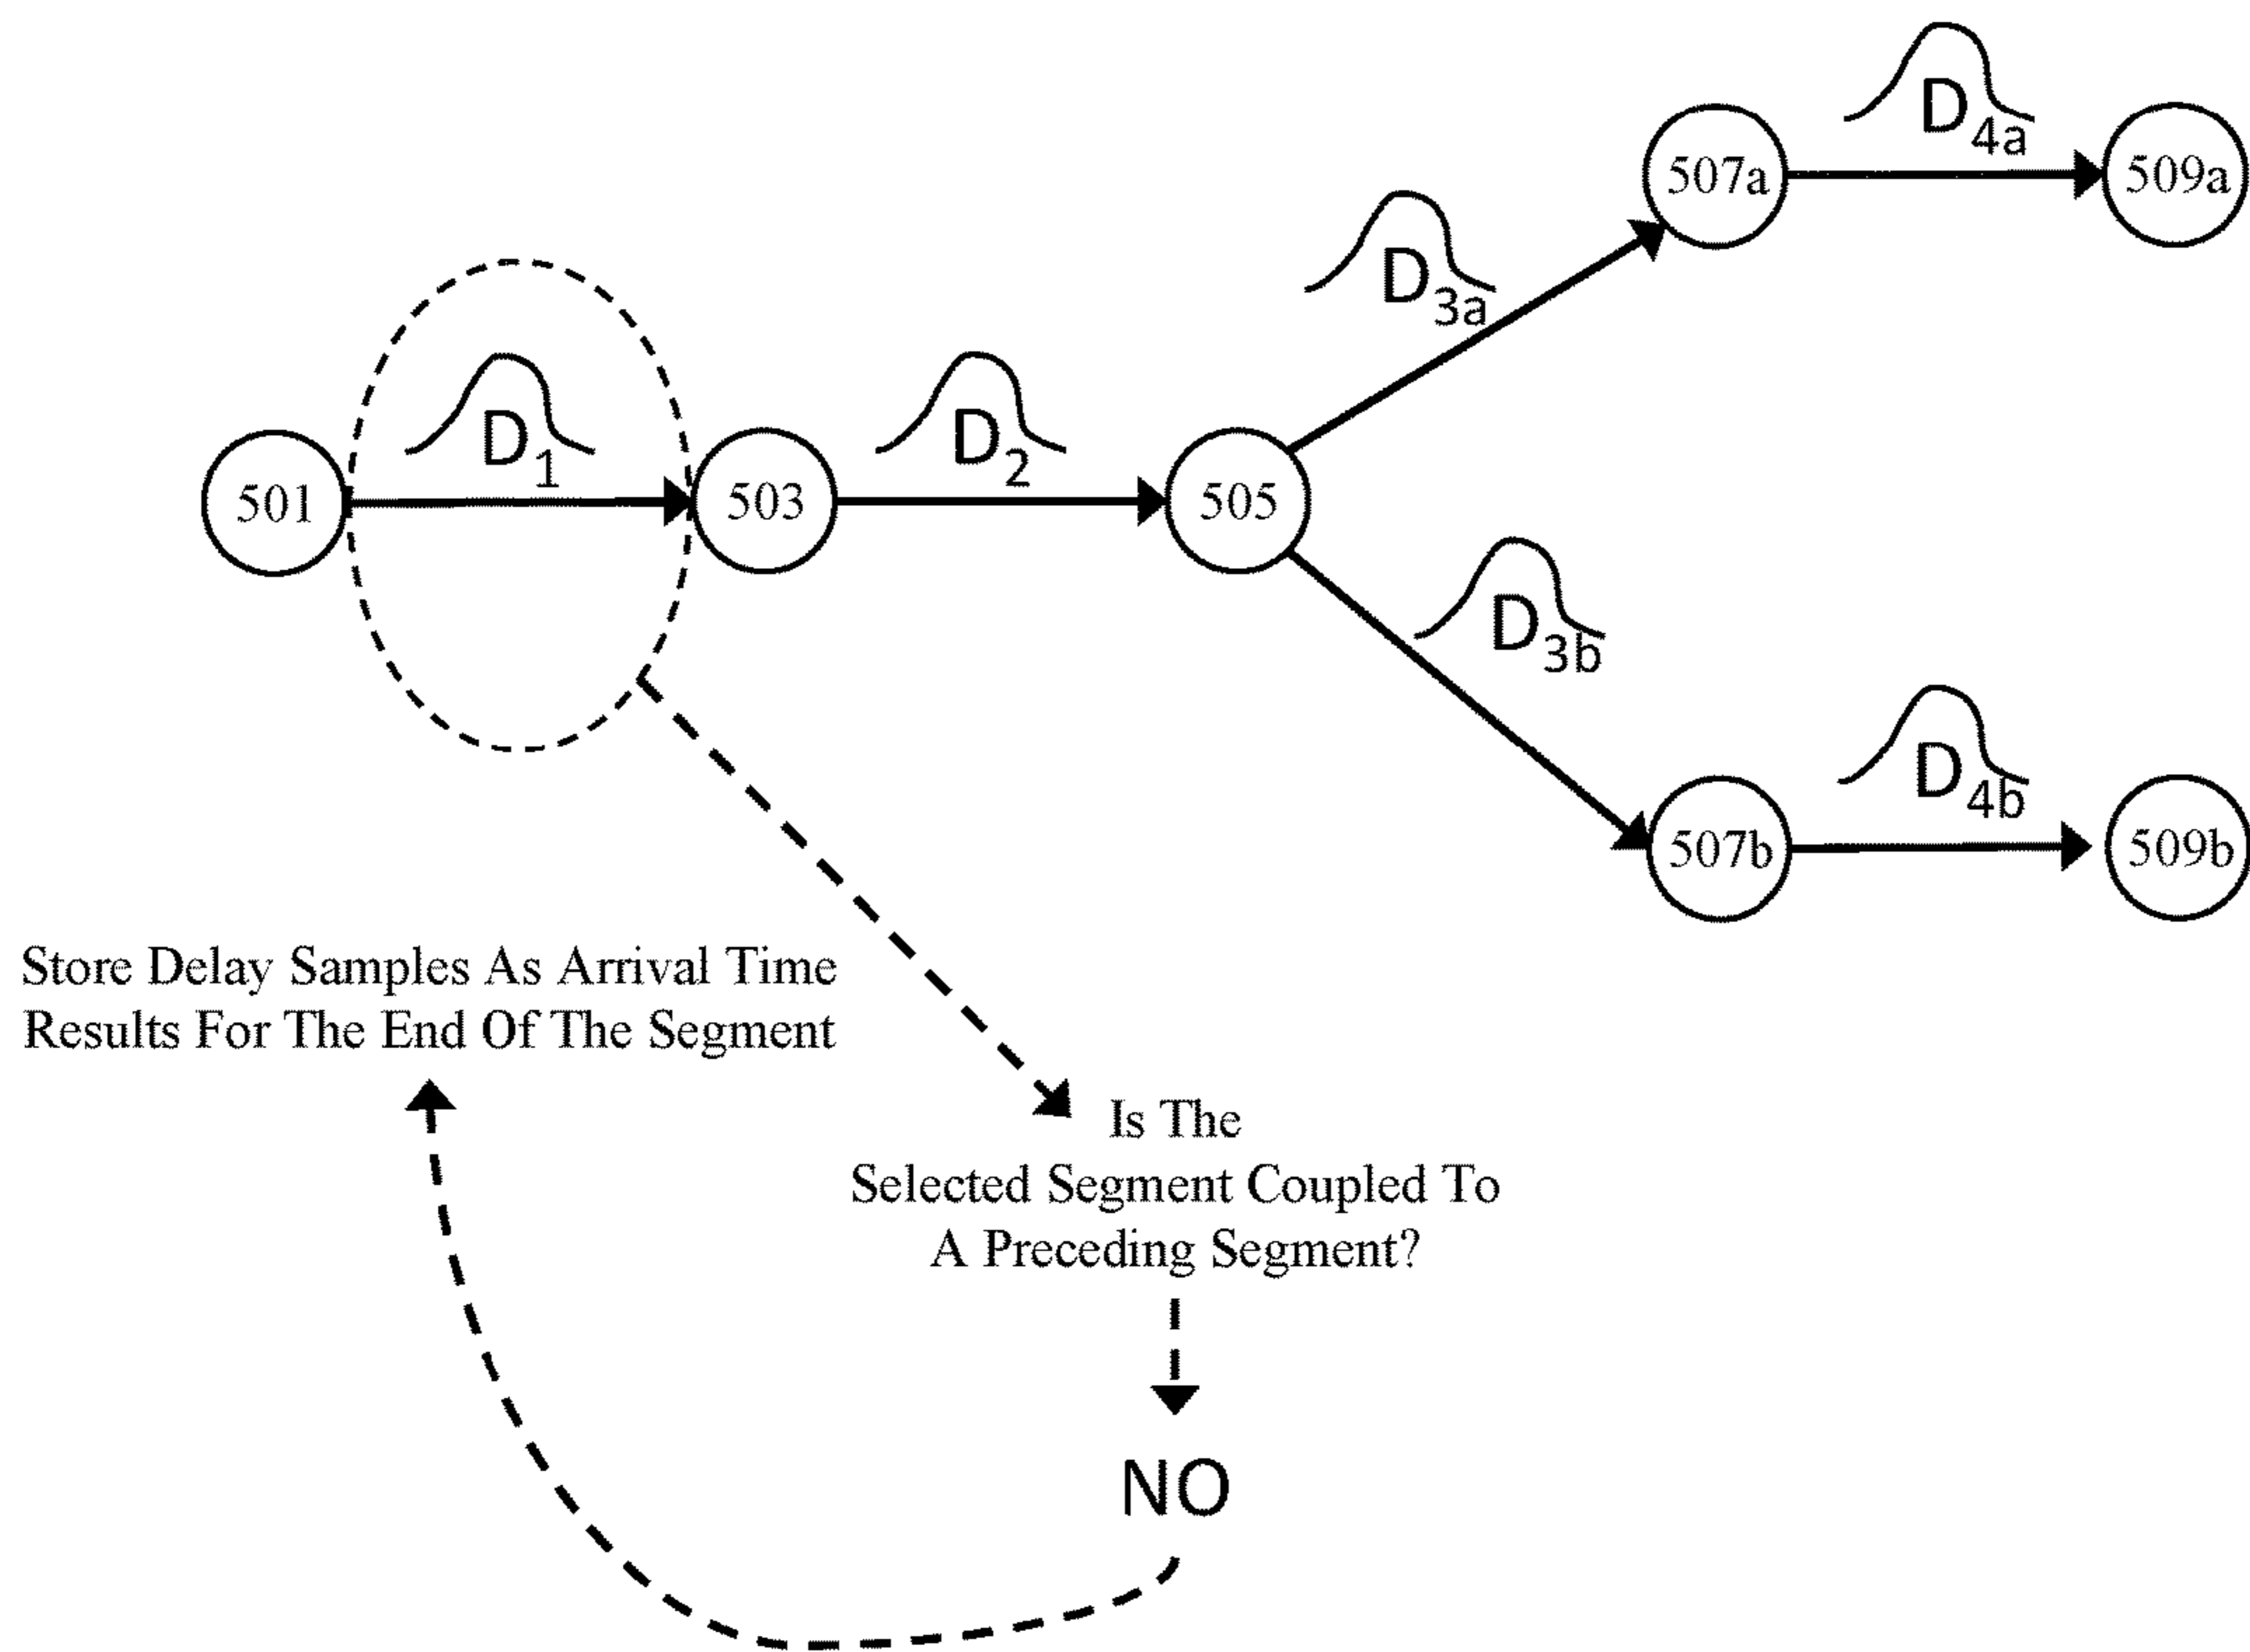 D4a
507a
509a
D3a
D1
D2
501
503
505
D3b
D4b
507b
509b
Store Delay Samples As Arrival Time
Results For The End Of The Segment
Is The
Selected Segment Coupled To
A Preceding Segment?
NO